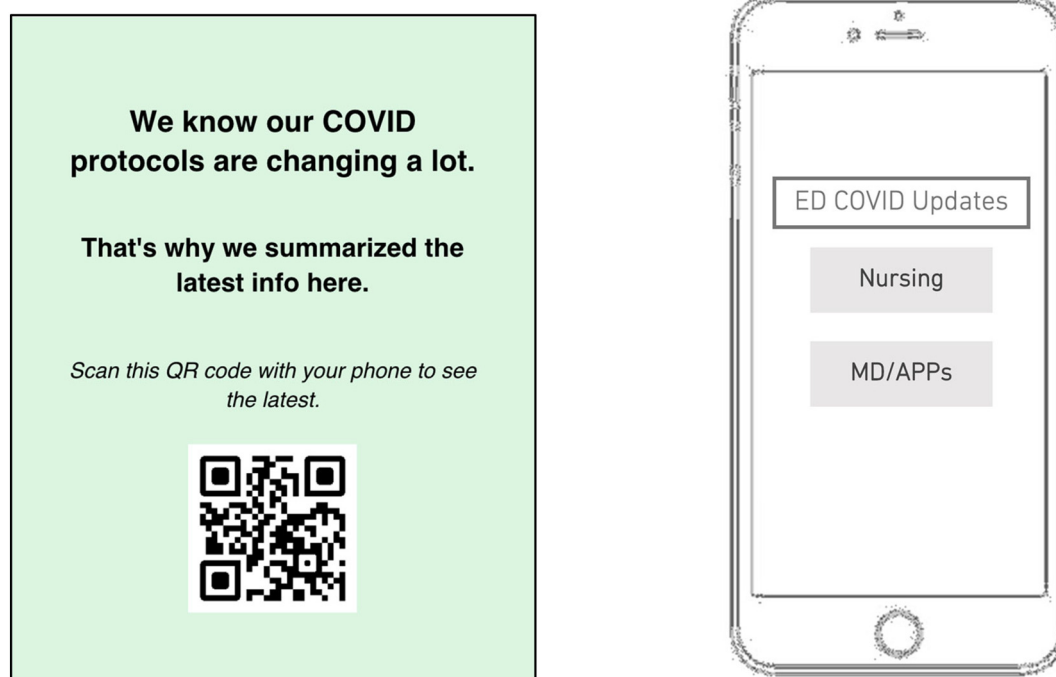 We know our COVID
protocols are changing a lot.
That's why we summarized the
latest info here.
Scan this QR code with your phone to see
the latest.
ED COVID Updates
Nursing
MD/APPs